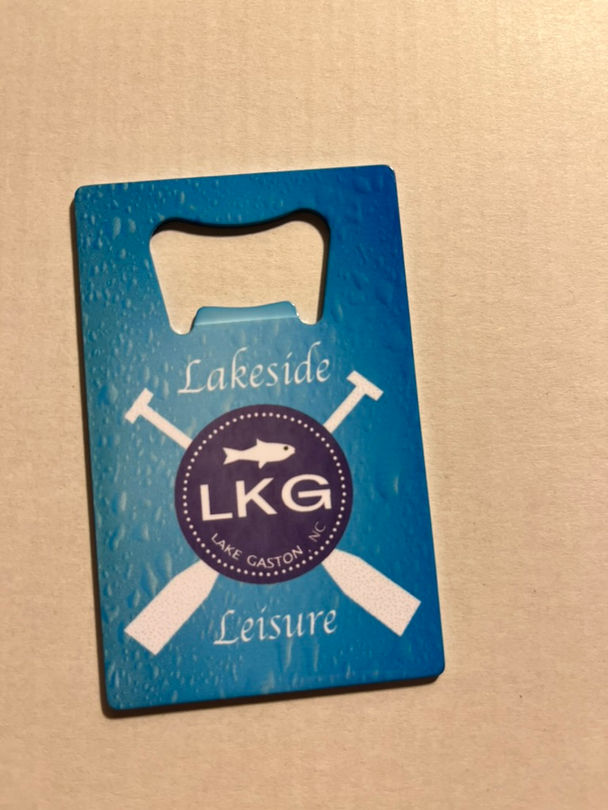 Lakeside
LKG
LAKE GASTON NC
Leisure